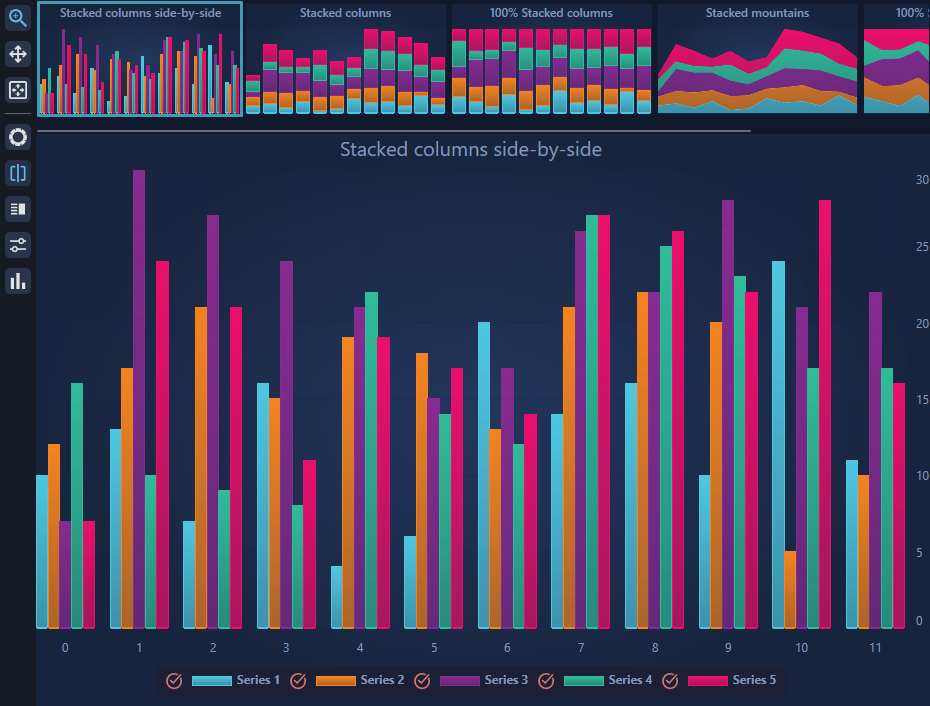 Stacked columns side-by-side
Stacked columns
100% Stacked columns
Stacked mountains
100%
Stacked columns side-by-side
30
25
20
15
10
5
0
0 1 2 3 4 5 6 7 8 9 10 11
Series 1 Series 2 Series 3 Series 4 Series 5